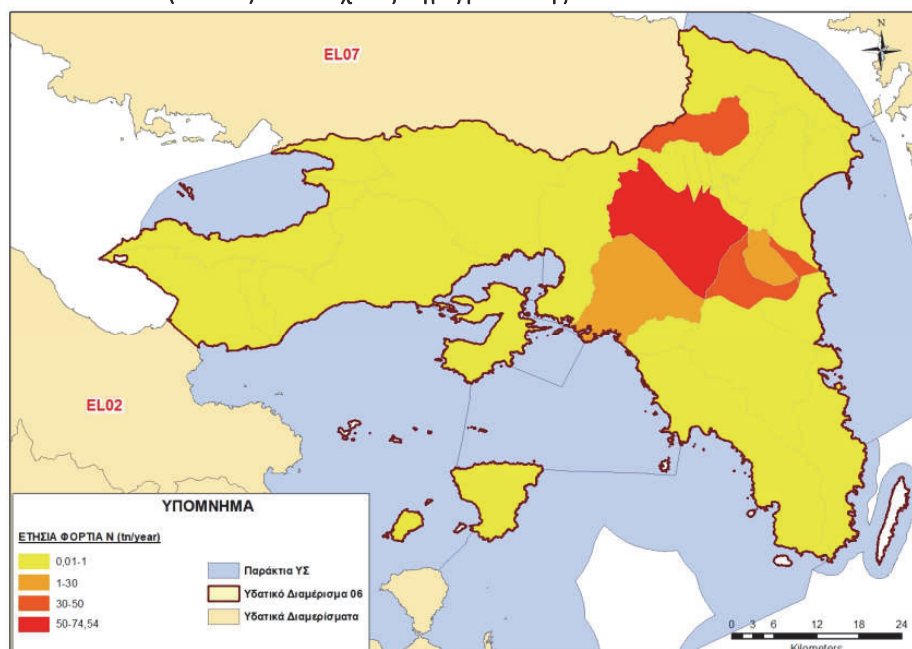 N
EL07
EL02
ΥΠΟΜΝΗΜΑ
ΕΤΗΣΙΑ ΦΟΡΤΙΑ Ν (tn/year)
0,01-1
1-30
30-50
50-74,54
Παράκτια ΥΣ
Υδατικό Διαμέρισμα 06
Υδατικά Διαμερίσματα
0 3 6 12 18 24
Kilometers